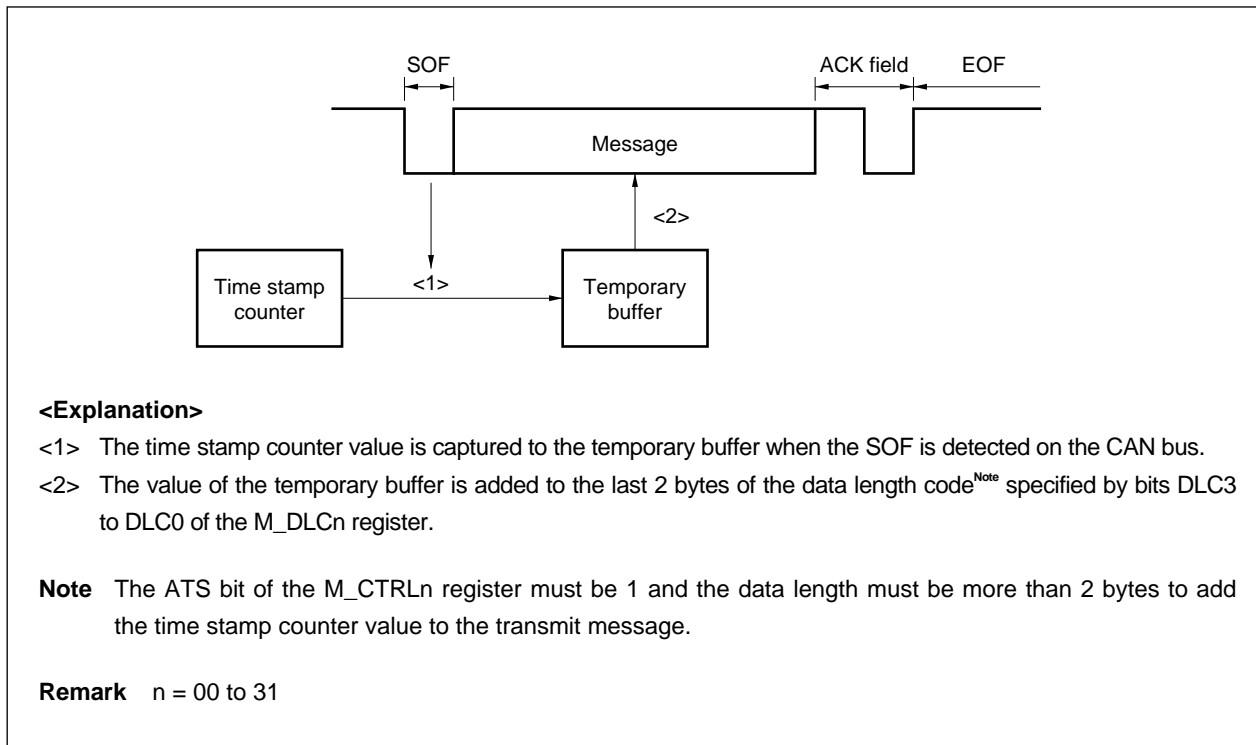 SOF
ACK field
EOF
Message
<2>
Time stamp
counter
<1>
Temporary
buffer
<Explanation>
<1> The time stamp counter value is captured to the temporary buffer when the SOF is detected on the CAN bus.
<2> The value of the temporary buffer is added to the last 2 bytes of the data length codeNote specified by bits DLC3
to DLC0 of the M_DLCn register.
Note The ATS bit of the M_CTRLn register must be 1 and the data length must be more than 2 bytes to add
the time stamp counter value to the transmit message.
Remark n = 00 to 31